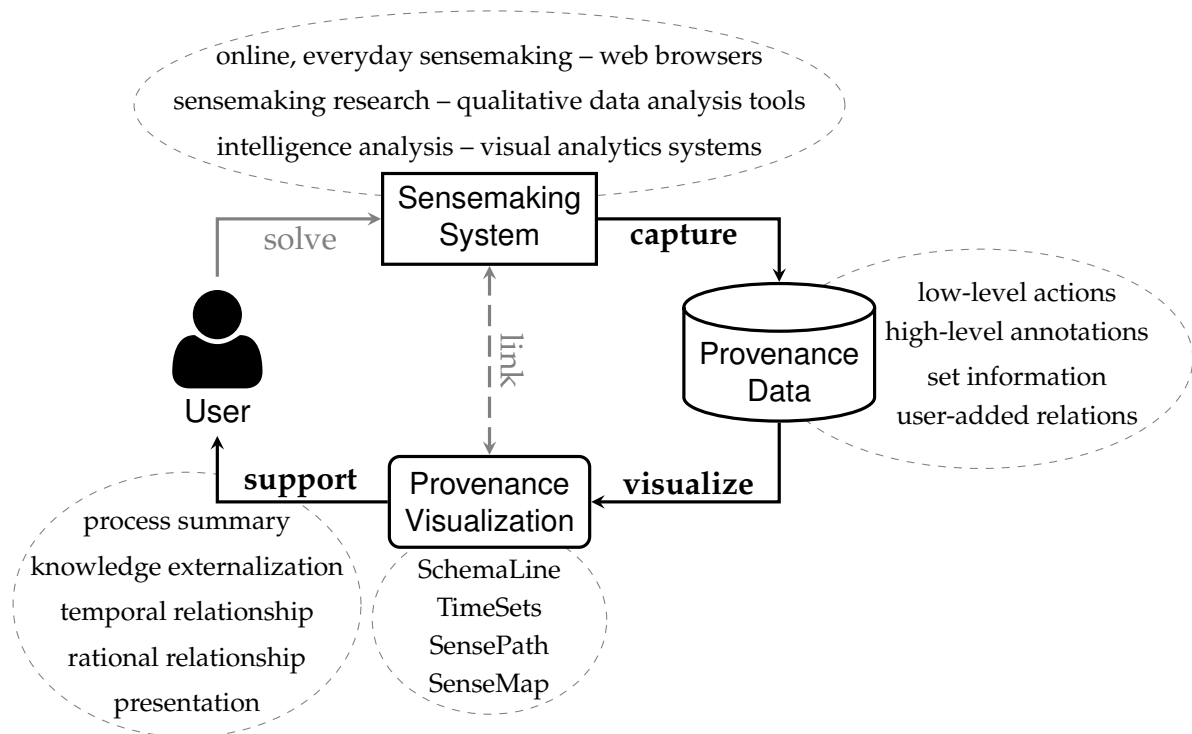 online, everyday sensemaking – web browsers
sensemaking research – qualitative data analysis tools
intelligence analysis – visual analytics systems
Sensemaking
System
solve
capture
link
User
Provenance
Data
low-level actions
high-level annotations
set information
user-added relations
support
Provenance
Visualization
visualize
process summary
knowledge externalization
temporal relationship
rational relationship
presentation
SchemaLine
TimeSets
SensePath
SenseMap